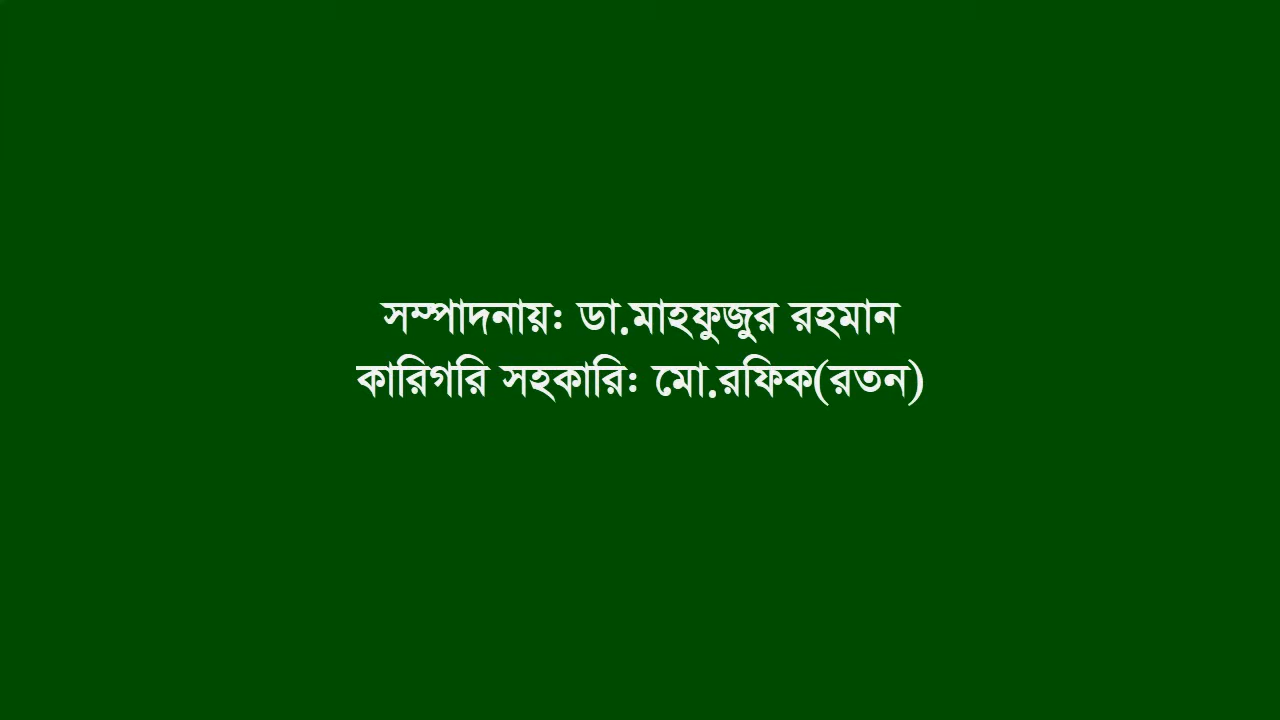 সম্পাদনায়: ডা.মাহফুজুর রহমান
কারিগরি সহকারি: মো.রফিক(রতন)